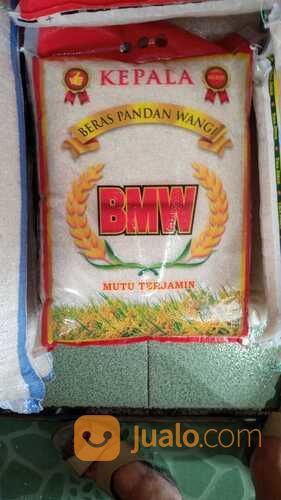 KEPALA
BERAS PANDAN WANGI
BMW
MUTU TERJAMIN
jualo.com